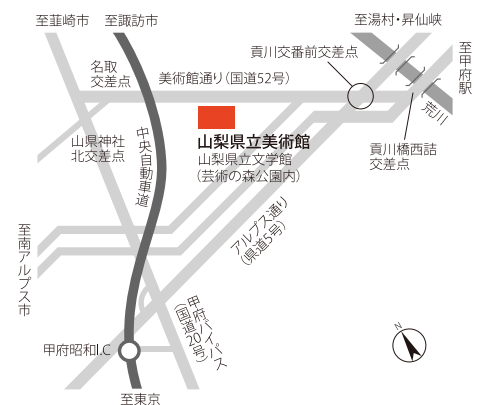 至韮崎市
至諏訪市
至湯村・昇仙峡
貢川交番前交差点
至甲府駅
名取
交差点
美術館通り（国道52号）
荒川
山県神社
北交差点
中央自動車道
山梨県立美術館
山梨県立文学館
（芸術の森公園内）
貢川橋西詰
交差点
アルプス通り
（県道5号）
至南アルプス市
甲府バイパス
（国道20号）
甲府昭和I.C
至東京
N